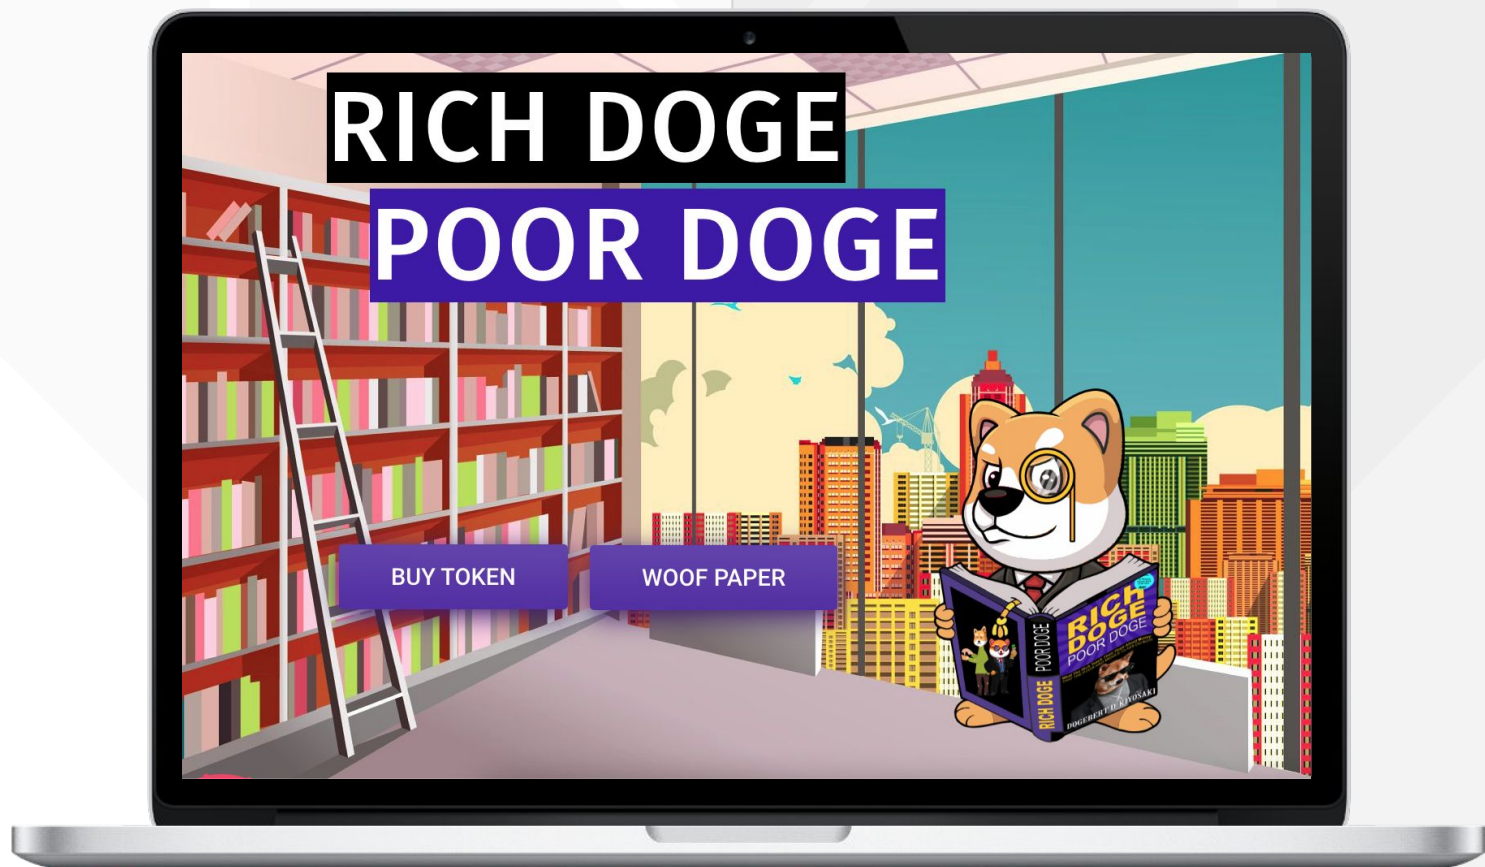 RICH DOGE
POOR DOGE
BUY TOKEN
WOOF PAPER
RICH
DOGE
POOR DOGE
RICH DOGE POOR DOGE
DOGEBERT D. KIYOSAKI